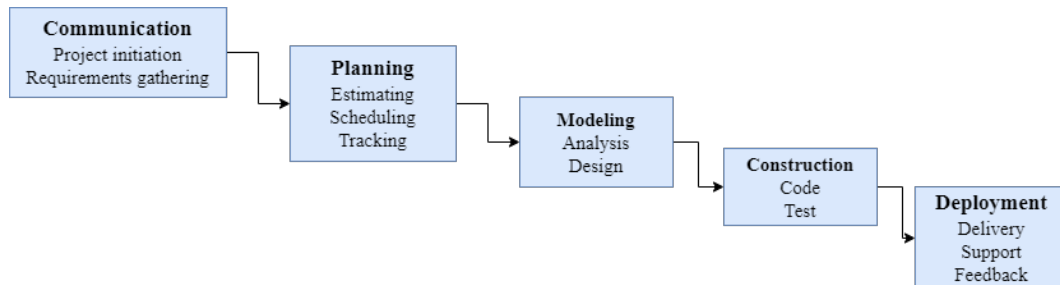 Communication
Project initiation
Requirements gathering
Planning
Estimating
Scheduling
Tracking
Modeling
Analysis
Design
Construction
Code
Test
Deployment
Delivery
Support
Feedback